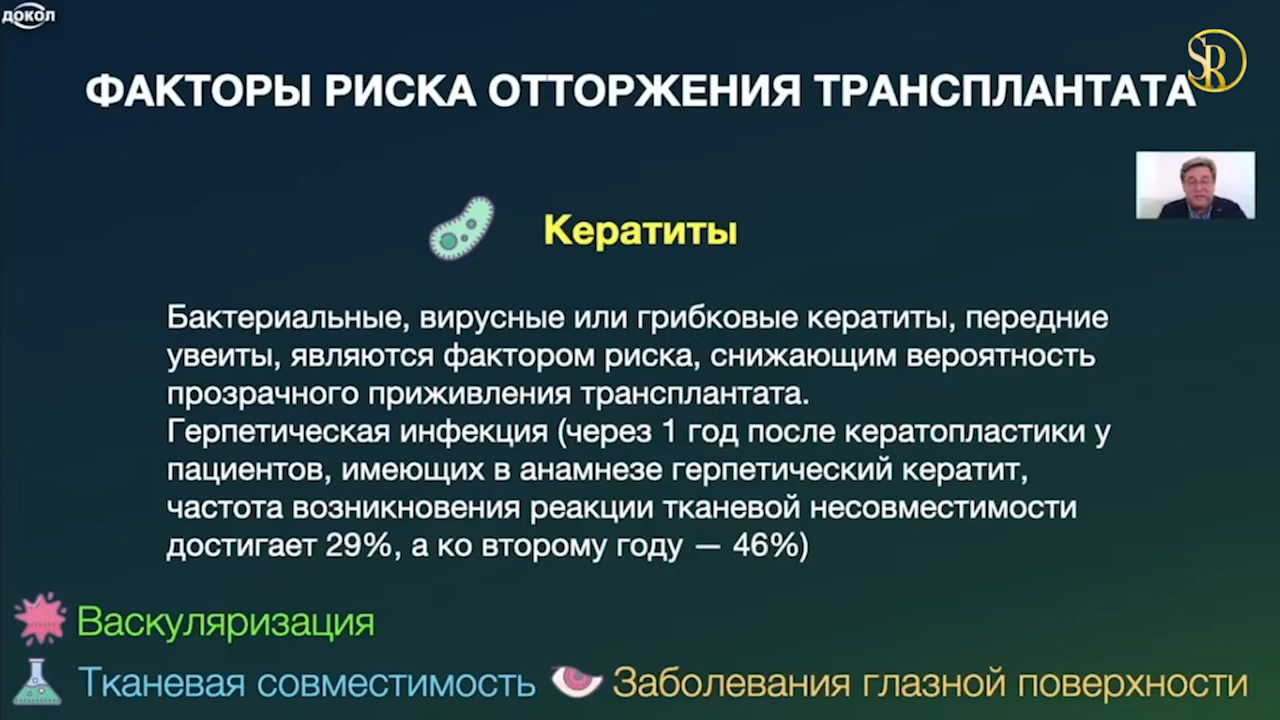 ДОКОЛ
SR
ФАКТОРЫ РИСКА ОТТОРЖЕНИЯ ТРАНСПЛАНТАТА
Кератиты
Бактериальные, вирусные или грибковые кератиты, передние
увеиты, являются фактором риска, снижающим вероятность
прозрачного приживления трансплантата.
Герпетическая инфекция (через 1 год после кератопластики у
пациентов, имеющих в анамнезе герпетический кератит,
частота возникновения реакции тканевой несовместимости
достигает 29%, а ко второму году — 46%)
Васкуляризация
Тканевая совместимость
Заболевания глазной поверхности